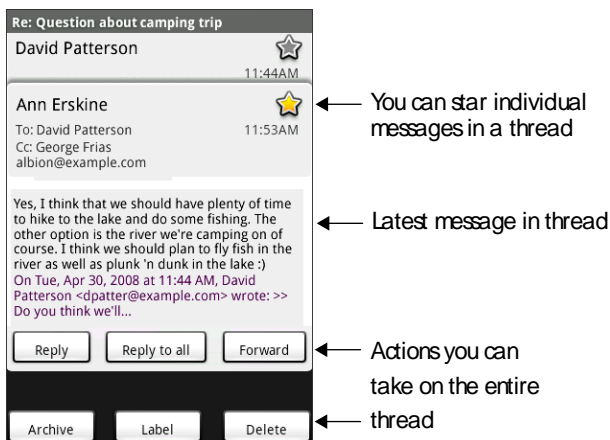 Re: Question about camping trip
David Patterson
11:44AM
Ann Erskine
To: David Patterson
11:53AM
Cc: George Frias
albion@example.com
You can star individual
messages in a thread
Yes, I think that we should have plenty of time
to hike to the lake and do some fishing. The
other option is the river we're camping on of
course. I think we should plan to fly fish in the
river as well as plunk 'n dunk in the lake :)
On Tue, Apr 30, 2008 at 11:44 AM, David
Patterson <dpatter@example.com> wrote: >>
Do you think we'll...
Latest message in thread
Reply Reply to all Forward
Archive Label Delete
Actions you can
take on the entire
thread